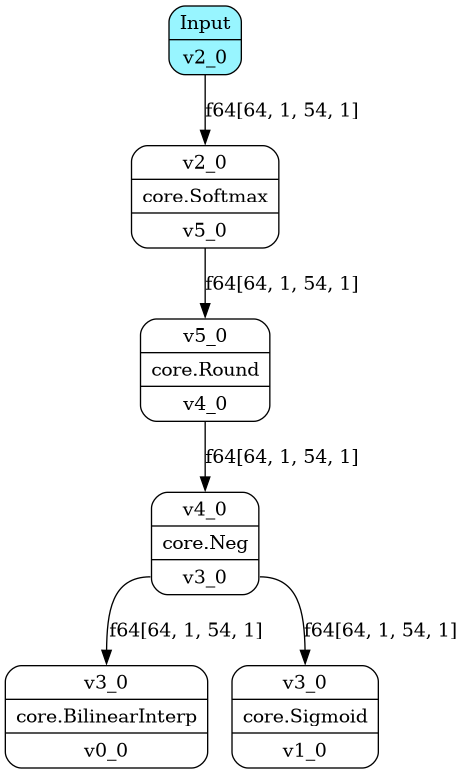 Input
v2_0
f64[64, 1, 54, 1]
v2_0
core.Softmax
v5_0
f64[64, 1, 54, 1]
v5_0
core.Round
v4_0
f64[64, 1, 54, 1]
v4_0
core.Neg
v3_0
f64[64, 1, 54, 1]
f64[64, 1, 54, 1]
v3_0
core.BilinearInterp
v0_0
v3_0
core.Sigmoid
v1_0